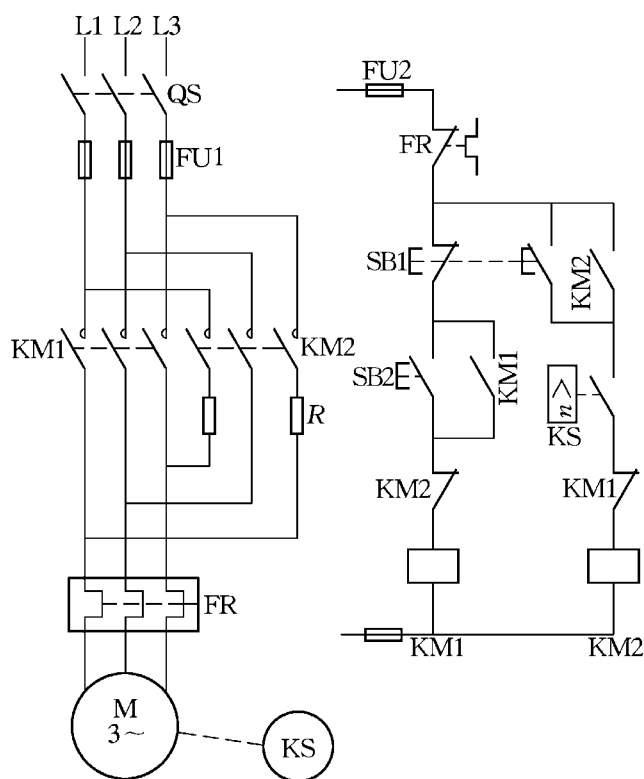 L1 L2 L3
QS
FU1
KM1
KM2
R
FR
M
3~
KS
FU2
FR
SB1
KM2
SB2
KM1
n >
KS
KM2
KM1
KM1
KM2